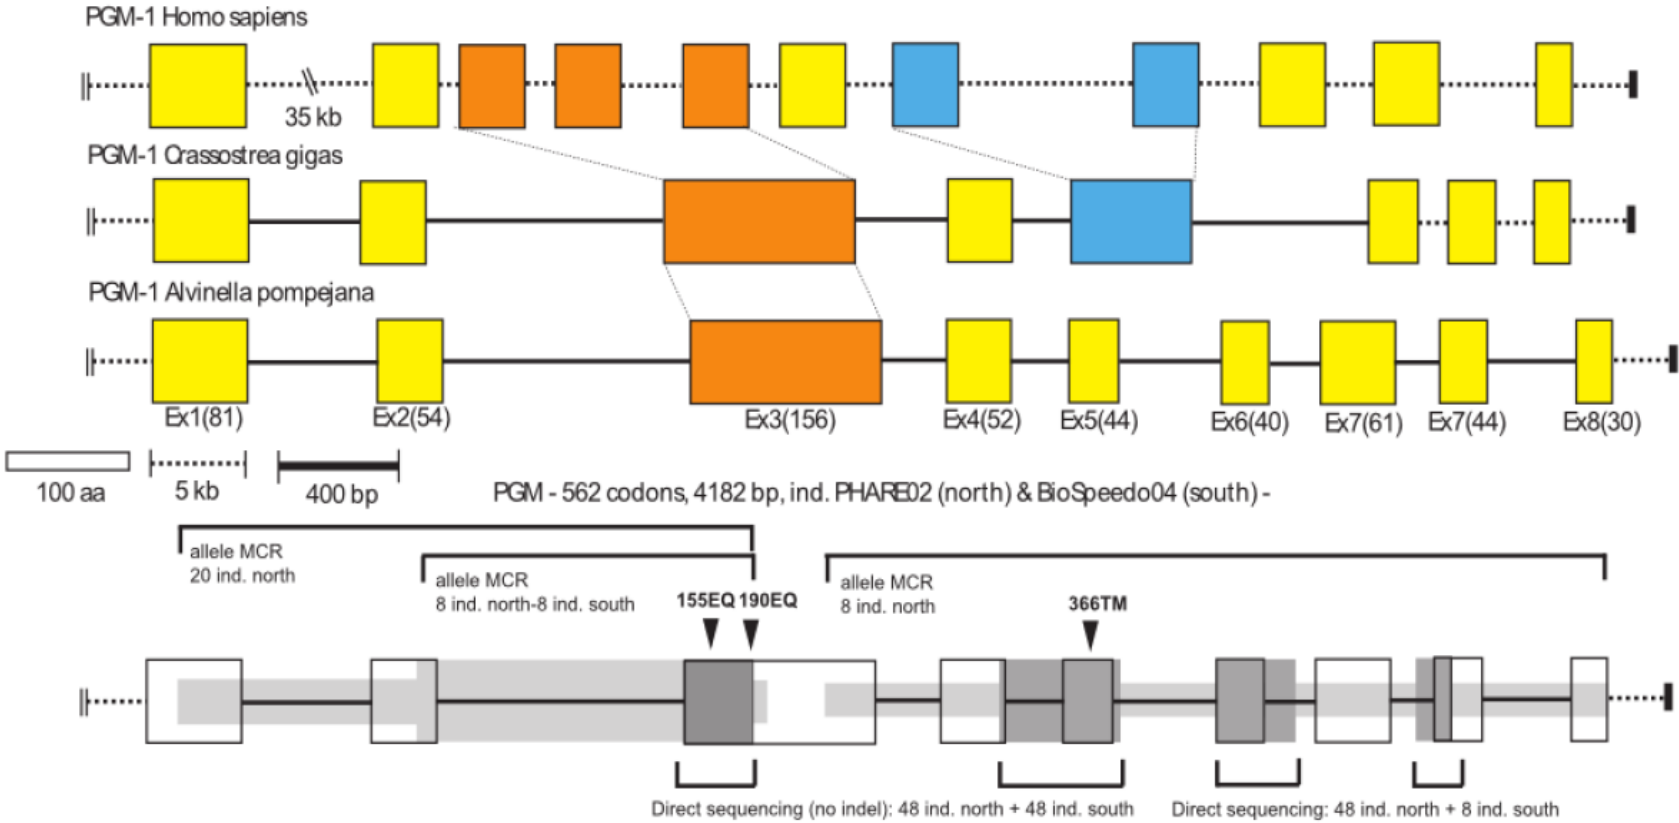 PGM-1 Homo sapiens
35 kb
PGM-1 Crassostrea gigas
PGM-1 Alvinella pompejana
Ex1(81) Ex2(54) Ex3(156) Ex4(52) Ex5(44) Ex6(40) Ex7(61) Ex7(44) Ex8(30)
100 aa 5 kb 400 bp
PGM - 562 codons, 4182 bp, ind. PHARE02 (north) & BioSpeedo04 (south) -
allele MCR
20 ind. north
allele MCR
8 ind. north-8 ind. south
allele MCR
8 ind. north
155EQ 190EQ
366TM
Direct sequencing (no indel): 48 ind. north + 48 ind. south
Direct sequencing: 48 ind. north + 8 ind. south